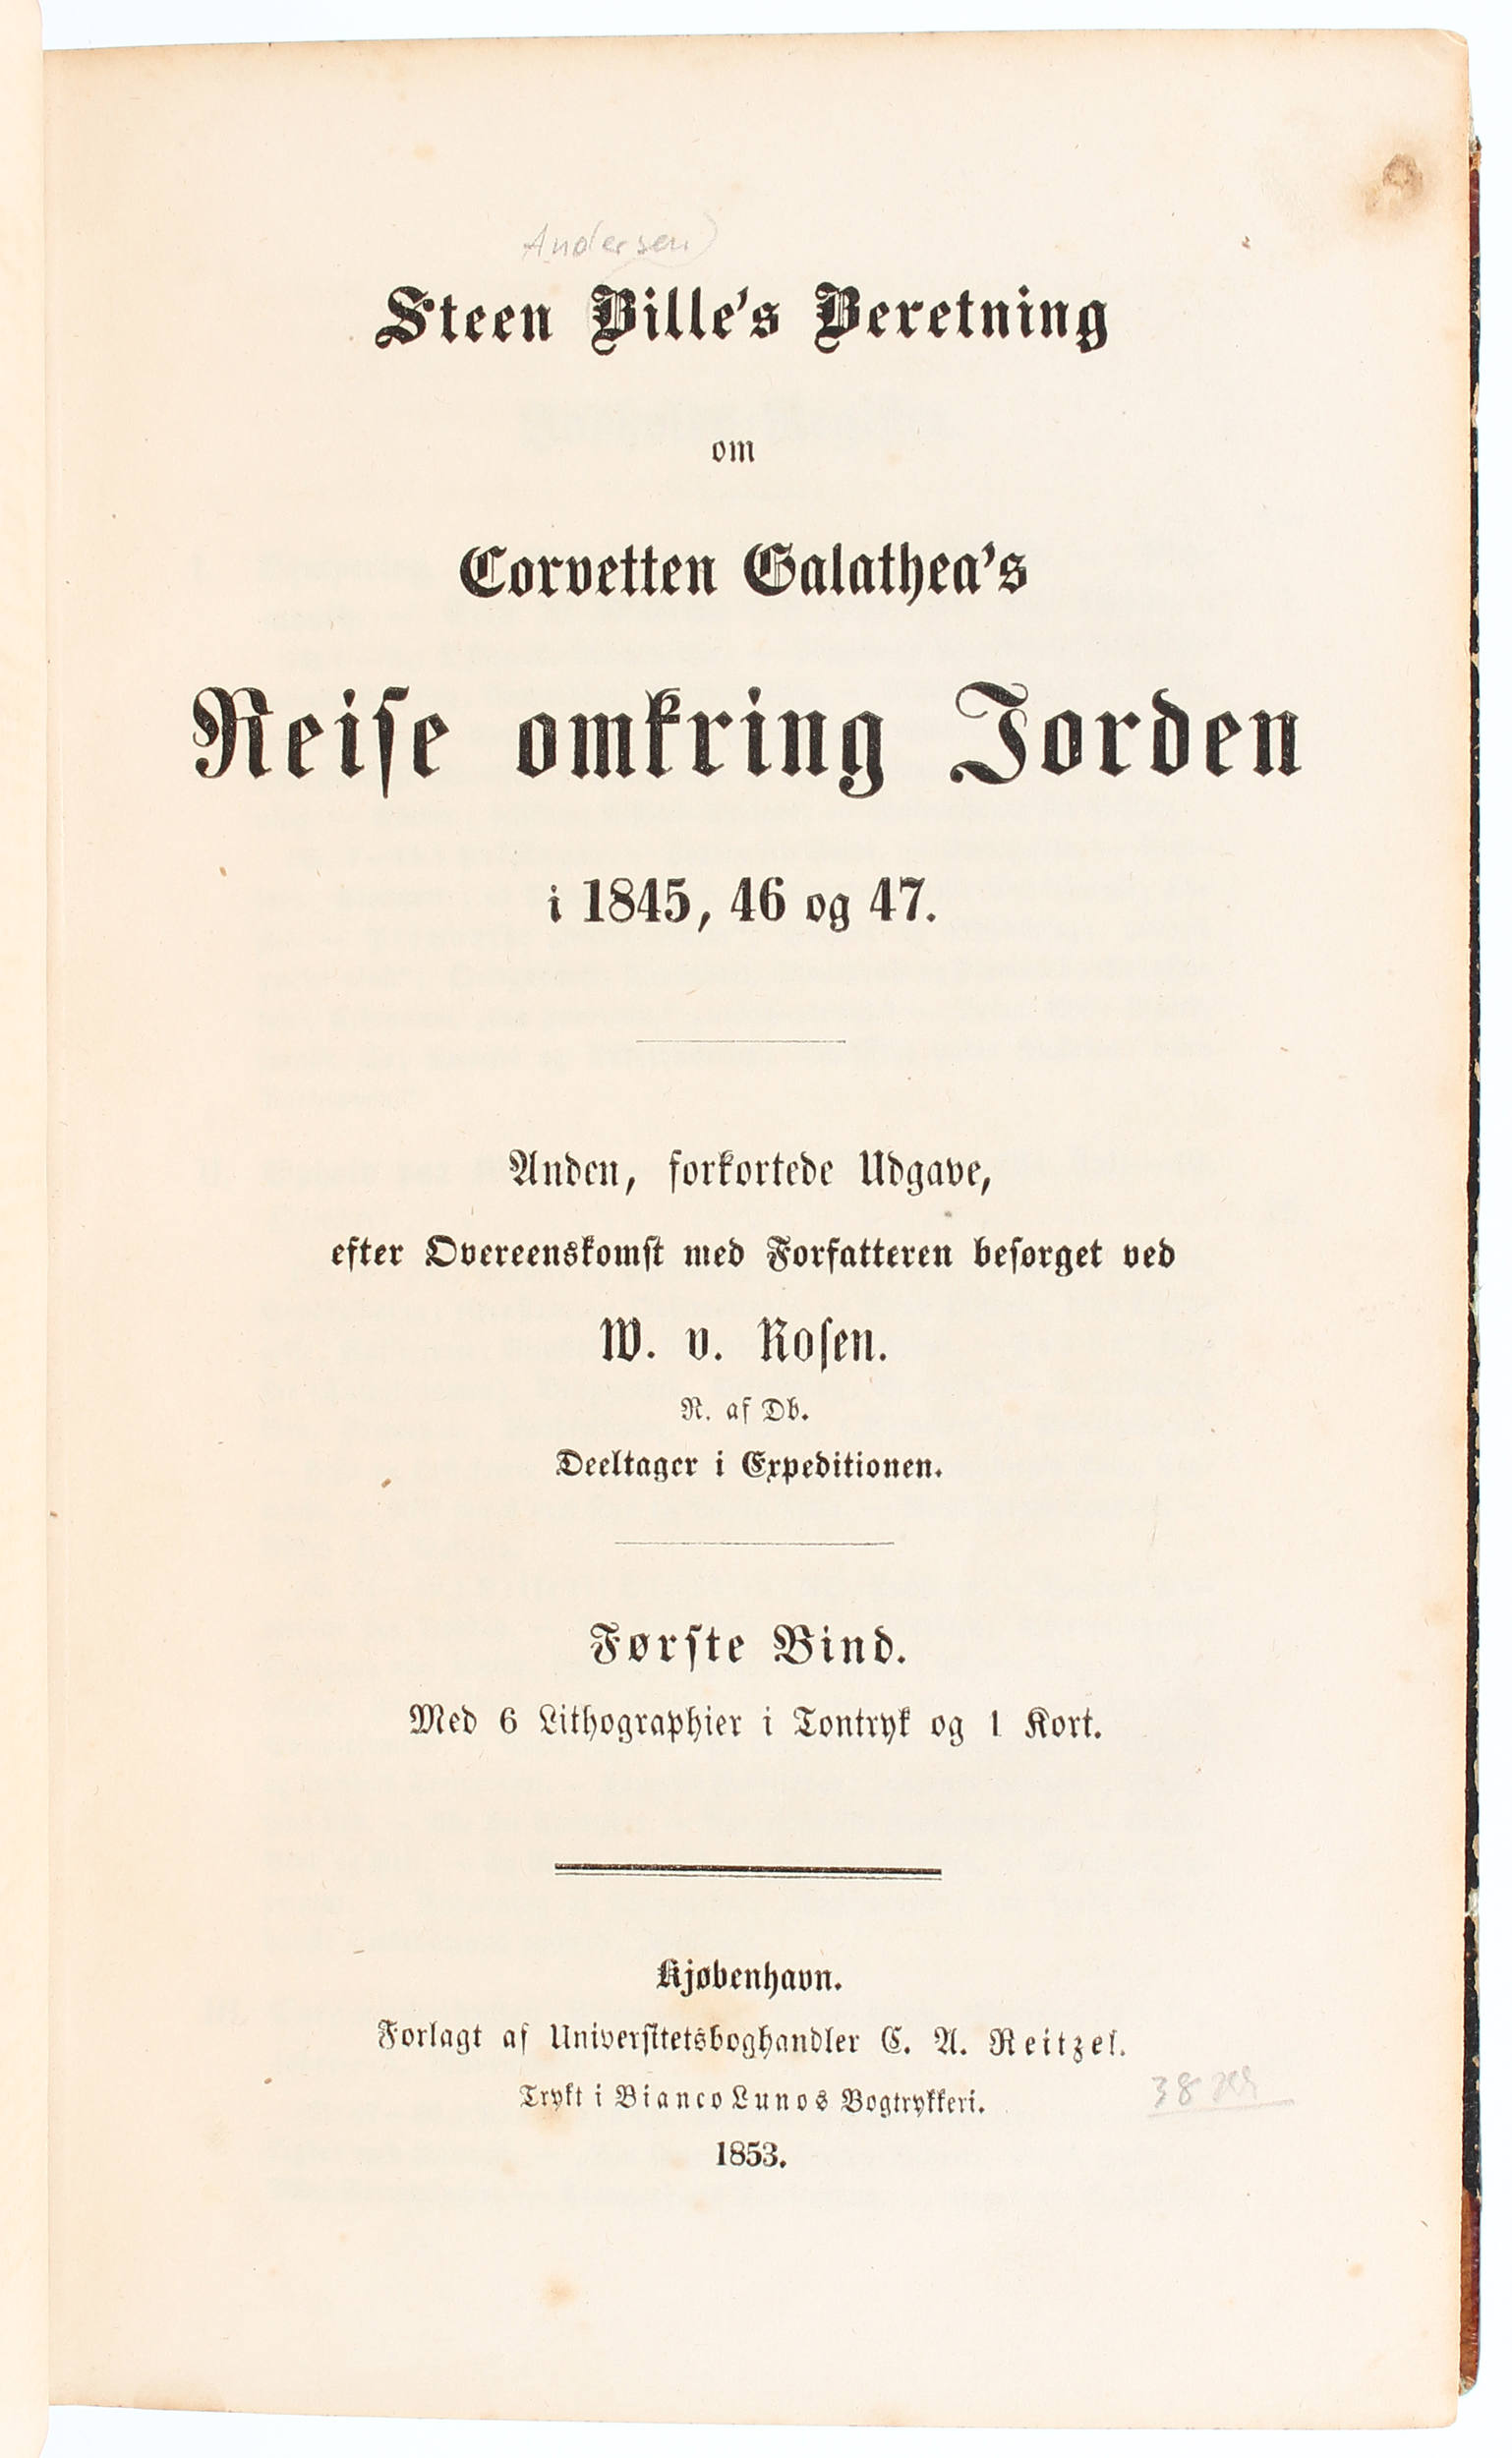 Andersen)
Steen Bille's Beretning
om
Corvetten Galathea's
Reise omkring Jorden
i 1845, 46 og 47.
Anden, forkortede Udgave,
efter Overeenskomst med Forfatteren besørget ved
W. v. Rosen.
R. af Db.
Deeltager i Expeditionen.
Første Bind.
Med 6 Lithographier i Tontryk og 1 Kort.
Kjøbenhavn.
Forlagt af Universitetsboghandler C. A. Reitzel.
Trykt i Bianco Lunos Bogtrykkeri.
38
1853.